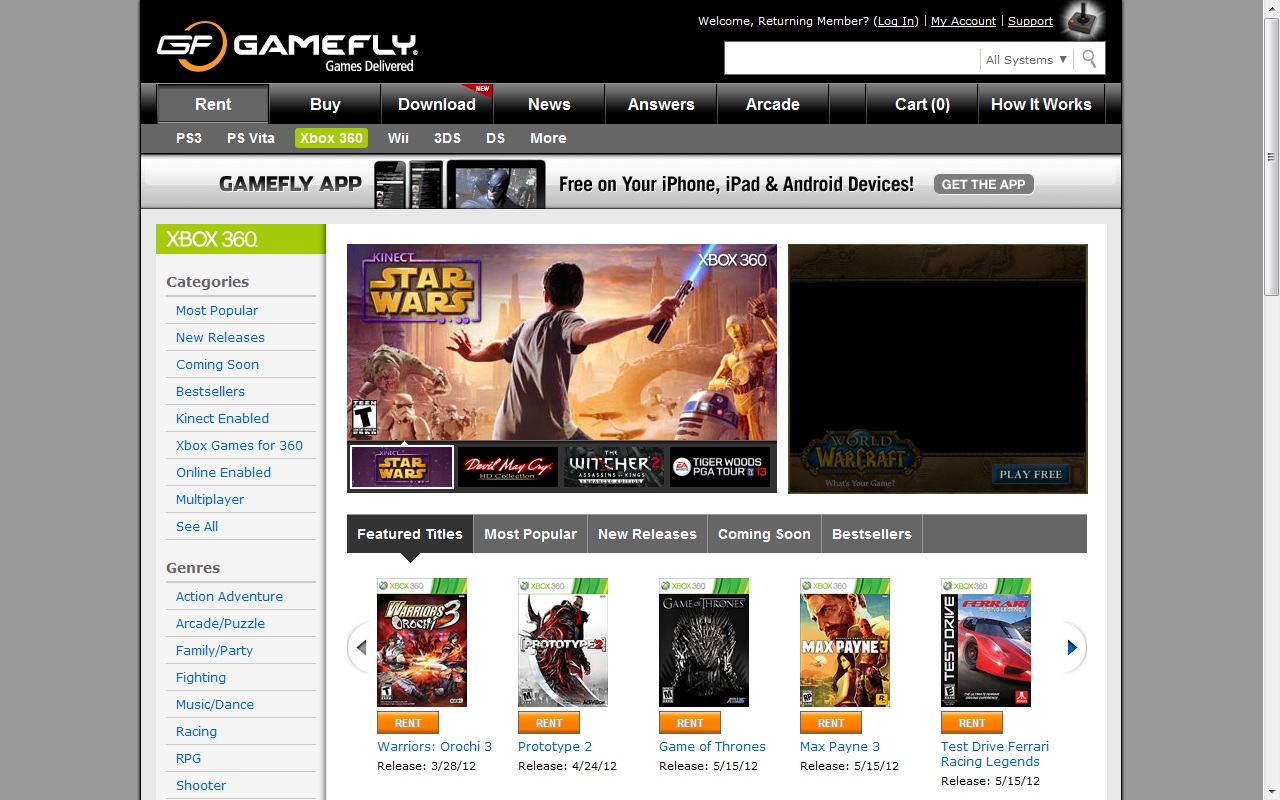 Welcome, Returning Member? (Log In) | My Account | Support
GF GAMEFLY
Games Delivered
All Systems ▼
NEW
Rent Buy Download News Answers Arcade Cart (0) How It Works
PS3 PS Vita Xbox 360 Wii 3DS DS More
GAMEFLY APP Free on Your iPhone, iPad & Android Devices! GET THE APP
XBOX 360
Categories
Most Popular
New Releases
Coming Soon
Bestsellers
Kinect Enabled
Xbox Games for 360
Online Enabled
Multiplayer
See All
Genres
Action Adventure
Arcade/Puzzle
Family/Party
Fighting
Music/Dance
Racing
RPG
Shooter
KINECT
STAR WARS
XBOX 360
TEEN
T
ESRB
KINECT STAR WARS
Devil May Cry HD Collection
THE WITCHER 2 ASSASSINS OF KINGS ENHANCED EDITION
EA SPORTS TIGER WOODS PGA TOUR 13
WORLD WARCRAFT
What's Your Game?
PLAY FREE
Featured Titles Most Popular New Releases Coming Soon Bestsellers
XBOX 360 XBOX 360 XBOX 360 XBOX 360 XBOX 360
WARRIORS OROCHI 3
PROTOTYPE 2
ACTIVISION
GAME OF THRONES
ATLUS
MAX PAYNE 3
TEST DRIVE
FERRARI
RACING LEGENDS
ATARI
RENT RENT RENT RENT RENT
Warriors: Orochi 3
Release: 3/28/12
Prototype 2
Release: 4/24/12
Game of Thrones
Release: 5/15/12
Max Payne 3
Release: 5/15/12
Test Drive Ferrari
Racing Legends
Release: 5/15/12